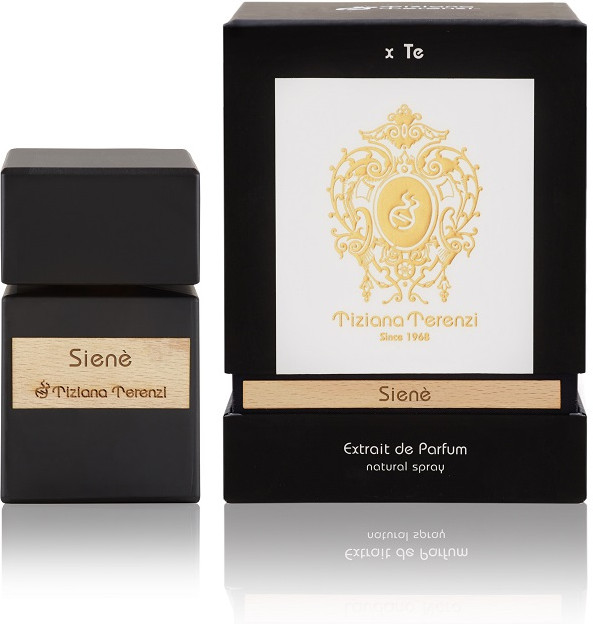 x Te
Tiziana Terenzi
Since 1968
Sienè
Extrait de Parfum
natural spray
Sienè
Tiziana Terenzi